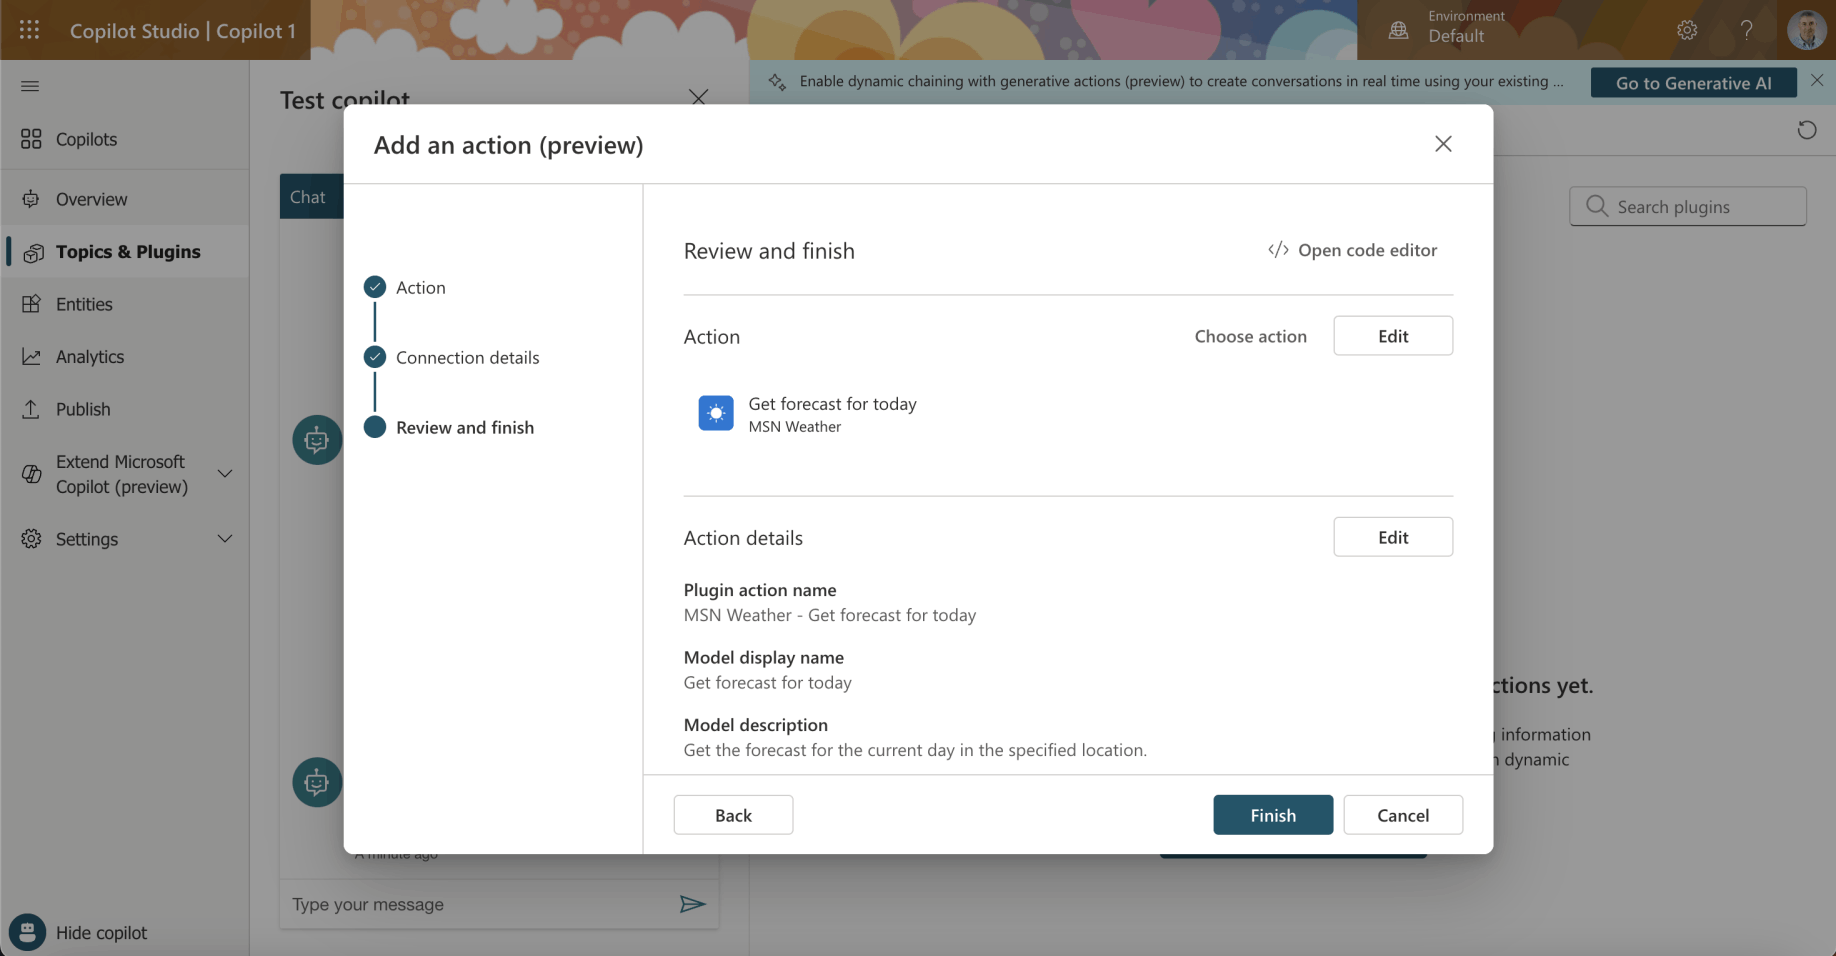 Copilot Studio | Copilot 1
Environment
Default
Enable dynamic chaining with generative actions (preview) to create conversations in real time using your existing ...
Go to Generative AI
Copilots
Overview
Topics & Plugins
Entities
Analytics
Publish
Extend Microsoft
Copilot (preview)
Settings
Hide copilot
Test copilot
Chat
A minute ago
Type your message
Search plugins
Add an action (preview)
Action
Connection details
Review and finish
Review and finish
Open code editor
Action
Choose action
Edit
Get forecast for today
MSN Weather
Action details
Edit
Plugin action name
MSN Weather - Get forecast for today
Model display name
Get forecast for today
Model description
Get the forecast for the current day in the specified location.
Back
Finish
Cancel
yet.
information
dynamic